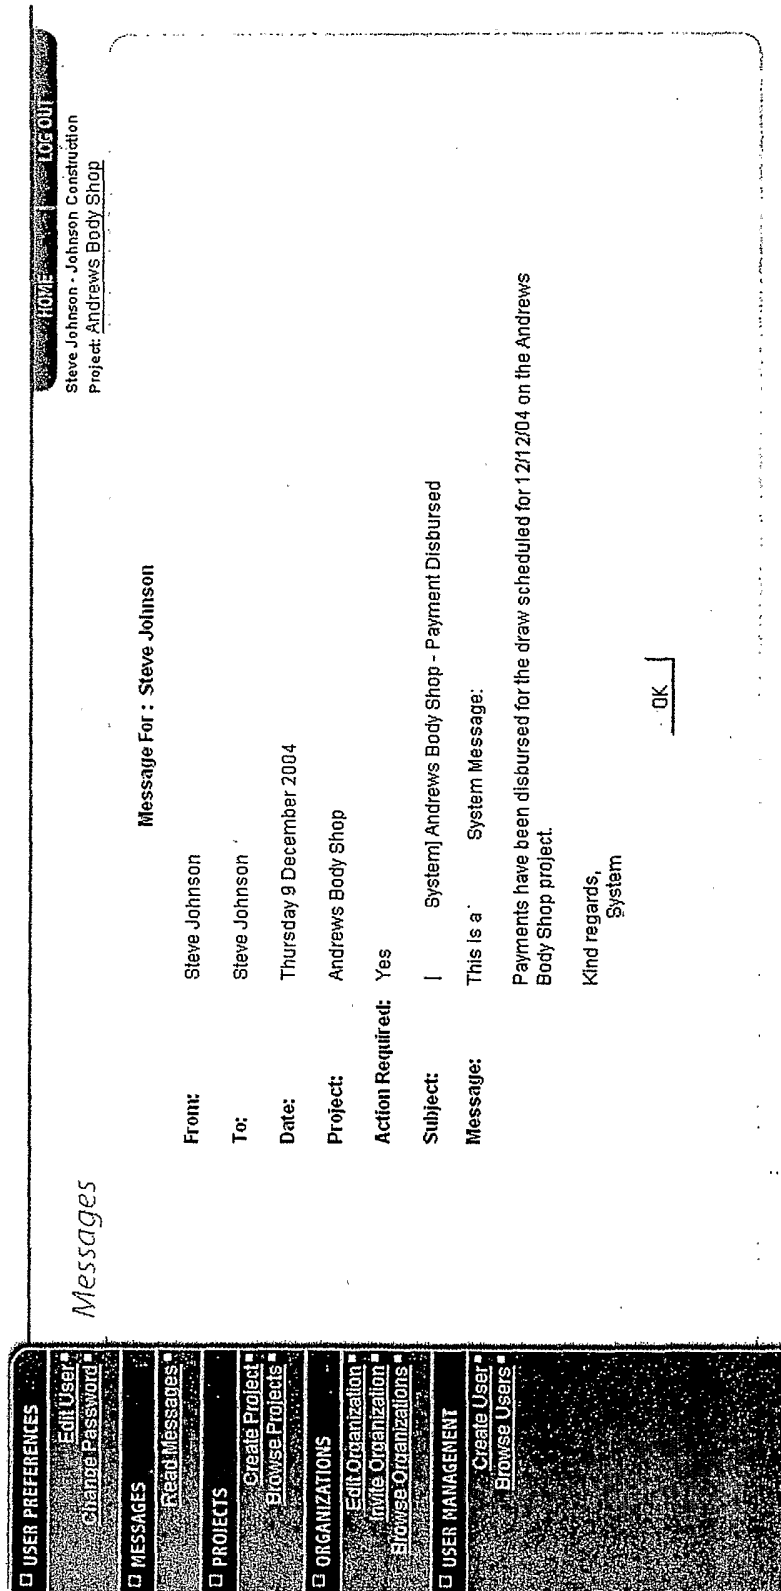 HOME
LOG OUT
Steve Johnson - Johnson Construction
Project: Andrews Body Shop
USER PREFERENCES
Edit User
Change Password
MESSAGES
Read Messages
PROJECTS
Create Project
Browse Projects
ORGANIZATIONS
Edit Organization
Invite Organization
Browse Organizations
USER MANAGEMENT
Create User
Browse Users
Messages
Message For : Steve Johnson
From: Steve Johnson
To: Steve Johnson
Date: Thursday 9 December 2004
Project: Andrews Body Shop
Action Required: Yes
Subject: [ System] Andrews Body Shop - Payment Disbursed
Message: This is a System Message:
Payments have been disbursed for the draw scheduled for 12/12/04 on the Andrews
Body Shop project.
Kind regards,
System
OK